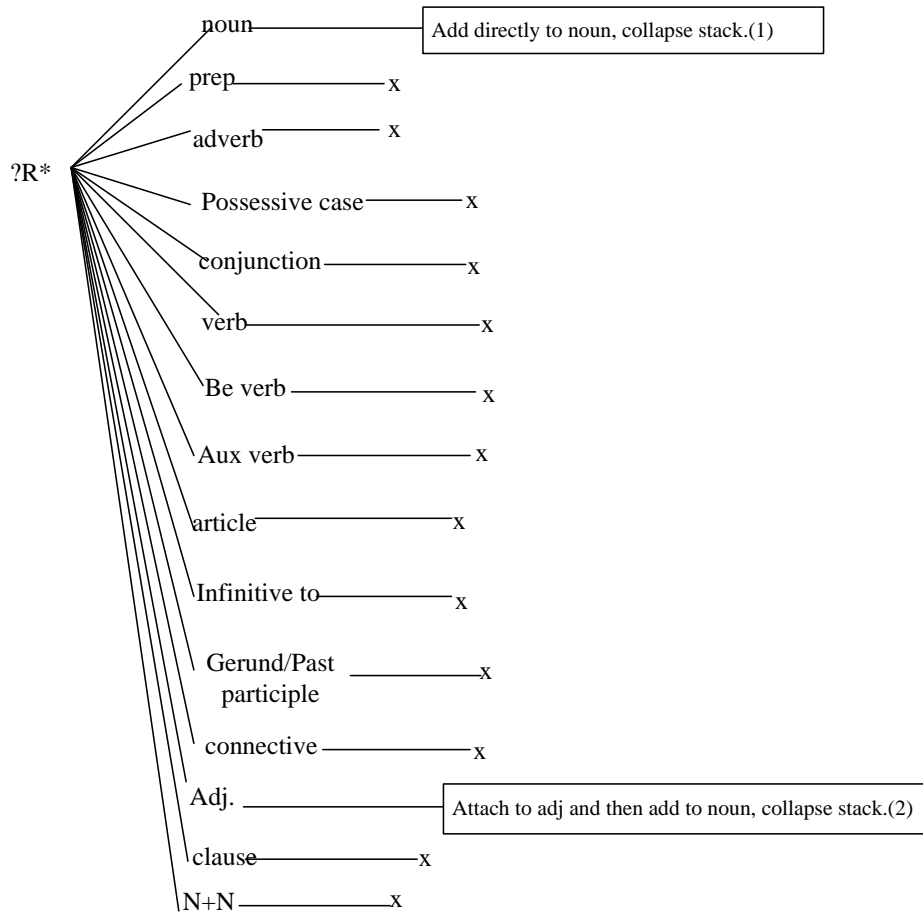 noun
Add directly to noun, collapse stack.(1)
prep
x
adverb
x
?R*
Possessive case
x
conjunction
x
verb
x
Be verb
x
Aux verb
x
article
x
Infinitive to
x
Gerund/Past
participle
x
connective
x
Adj.
Attach to adj and then add to noun, collapse stack.(2)
clause
x
N+N
x